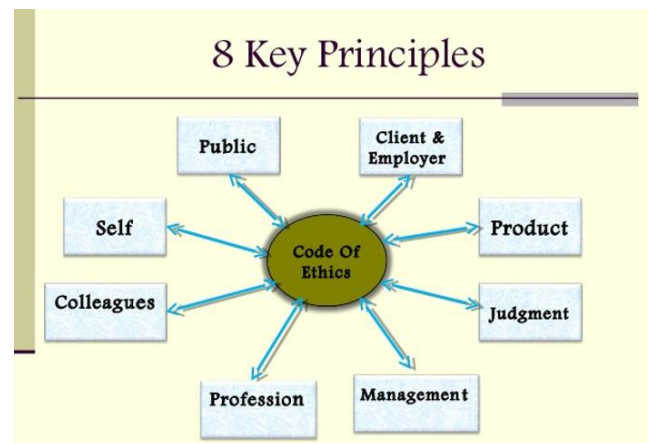 8 Key Principles
Public
Client &
Employer
Self
Code Of
Ethics
Product
Colleagues
Judgment
Profession
Management